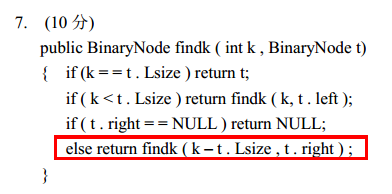 7. (10 分)
public BinaryNode findk ( int k , BinaryNode t)
{ if (k = = t . Lsize ) return t;
if ( k < t . Lsize ) return findk ( k, t . left );
if ( t . right = = NULL ) return NULL;
else return findk ( k – t . Lsize , t . right ) ;
}